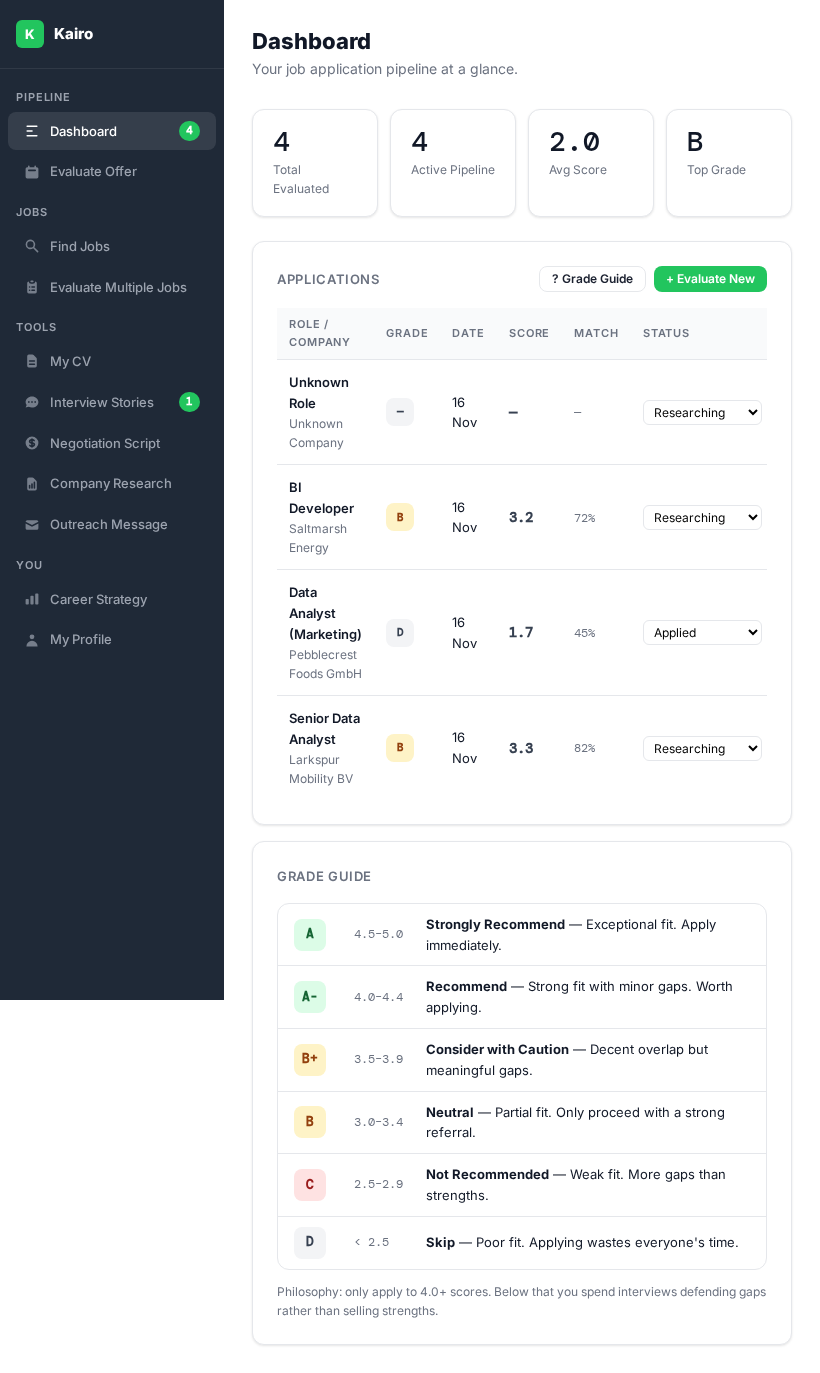 K Kairo
PIPELINE
Dashboard 4
Evaluate Offer
JOBS
Find Jobs
Evaluate Multiple Jobs
TOOLS
My CV
Interview Stories 1
Negotiation Script
Company Research
Outreach Message
YOU
Career Strategy
My Profile
Dashboard
Your job application pipeline at a glance.
4
Total
Evaluated
4
Active Pipeline
2.0
Avg Score
B
Top Grade
APPLICATIONS ? Grade Guide + Evaluate New
ROLE /
COMPANY GRADE DATE SCORE MATCH STATUS
Unknown
Role
Unknown
Company
—
16
Nov
—
—
Researching
BI
Developer
Saltmarsh
Energy
B
16
Nov
3.2
72%
Researching
Data
Analyst
(Marketing)
Pebblecrest
Foods GmbH
D
16
Nov
1.7
45%
Applied
Senior Data
Analyst
Larkspur
Mobility BV
B
16
Nov
3.3
82%
Researching
GRADE GUIDE
A 4.5–5.0 Strongly Recommend — Exceptional fit. Apply
immediately.
A- 4.0–4.4 Recommend — Strong fit with minor gaps. Worth
applying.
B+ 3.5–3.9 Consider with Caution — Decent overlap but
meaningful gaps.
B 3.0–3.4 Neutral — Partial fit. Only proceed with a strong
referral.
C 2.5–2.9 Not Recommended — Weak fit. More gaps than
strengths.
D < 2.5 Skip — Poor fit. Applying wastes everyone's time.
Philosophy: only apply to 4.0+ scores. Below that you spend interviews defending gaps
rather than selling strengths.